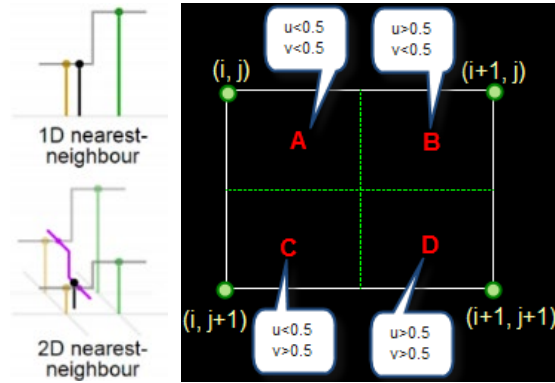 1D nearest-
neighbour
2D nearest-
neighbour
u<0.5
v<0.5
u>0.5
v<0.5
(i, j)
(i+1, j)
A
B
C
D
(i, j+1)
(i+1, j+1)
u<0.5
v>0.5
u>0.5
v>0.5